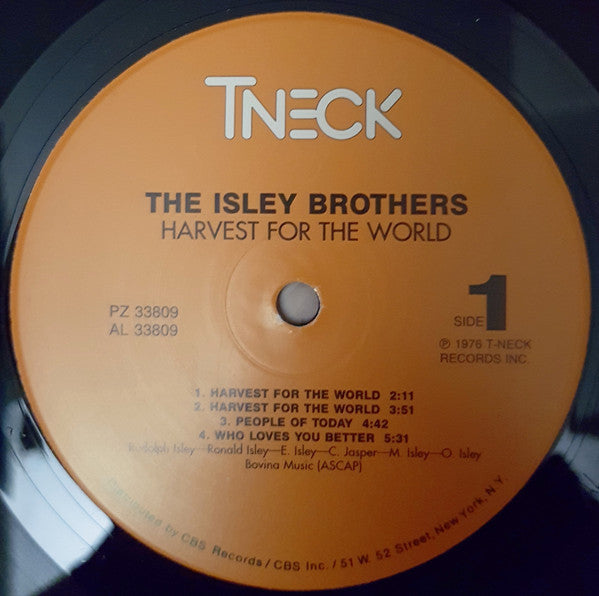 TNECK
THE ISLEY BROTHERS
HARVEST FOR THE WORLD
PZ 33809
AL 33809
SIDE 1
℗ 1976 T-NECK
RECORDS INC.
1. HARVEST FOR THE WORLD 2:11
2. HARVEST FOR THE WORLD 3:51
3. PEOPLE OF TODAY 4:42
4. WHO LOVES YOU BETTER 5:31
Rudolph Isley—Ronald Isley—E. Isley—C. Jasper—M. Isley—O. Isley
Bovina Music (ASCAP)
Distributed by CBS Records / CBS Inc. / 51 W. 52 Street, New York, N.Y.